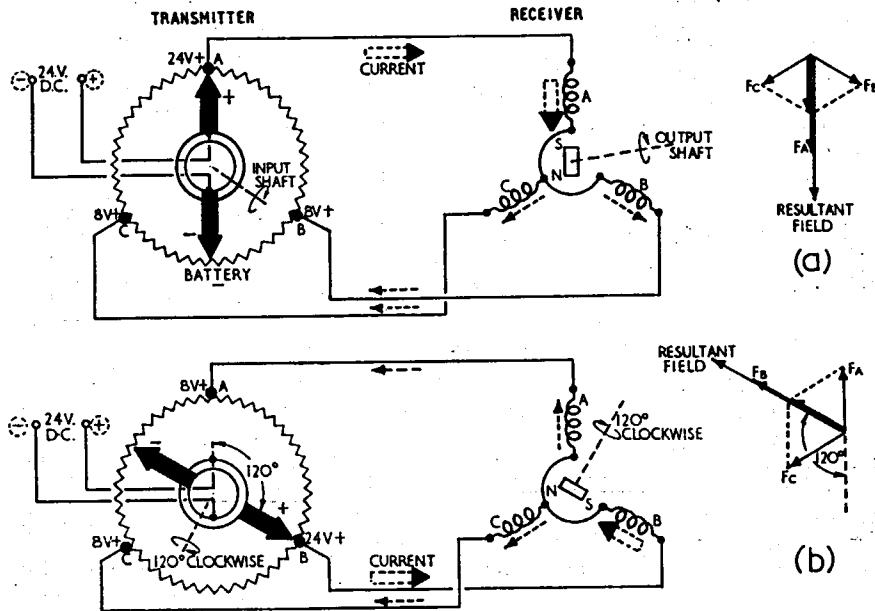 TRANSMITTER
RECEIVER
24V+ A
CURRENT
24V.
D.C.
- +
+
INPUT
SHAFT
-
8V+
C
8V+
B
BATTERY
-
A
S
N
C
B
OUTPUT
SHAFT
FC
FB
FA
RESULTANT
FIELD
(a)
8V+ A
24V.
D.C.
- +
-
120°
+
8V+
C
24V+
B
120° CLOCKWISE
CURRENT
A
N
S
C
B
120°
CLOCKWISE
RESULTANT
FIELD
FB
FA
120°
FC
(b)